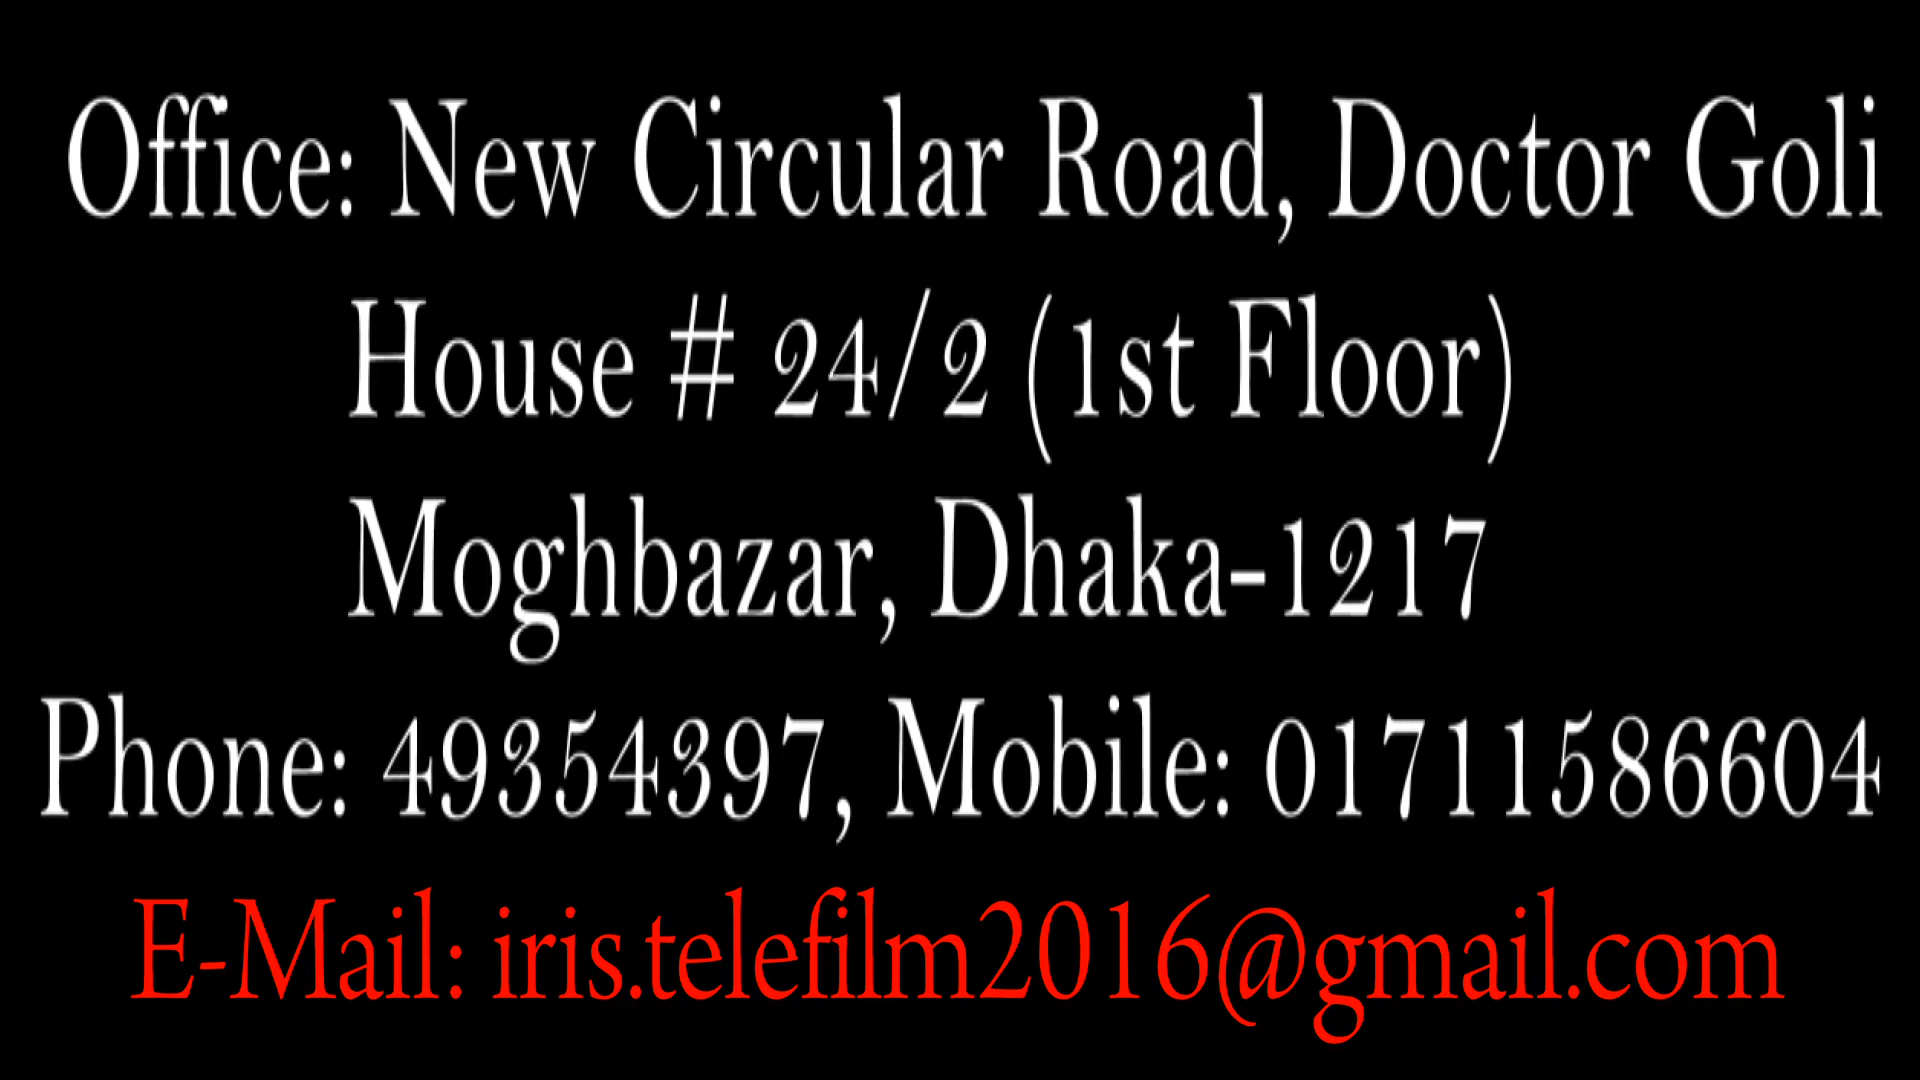 Office: New Circular Road, Doctor Goli
House # 24/2 (1st Floor)
Moghbazar, Dhaka-1217
Phone: 49354397, Mobile: 01711586604
E-Mail: iris.telefilm2016@gmail.com